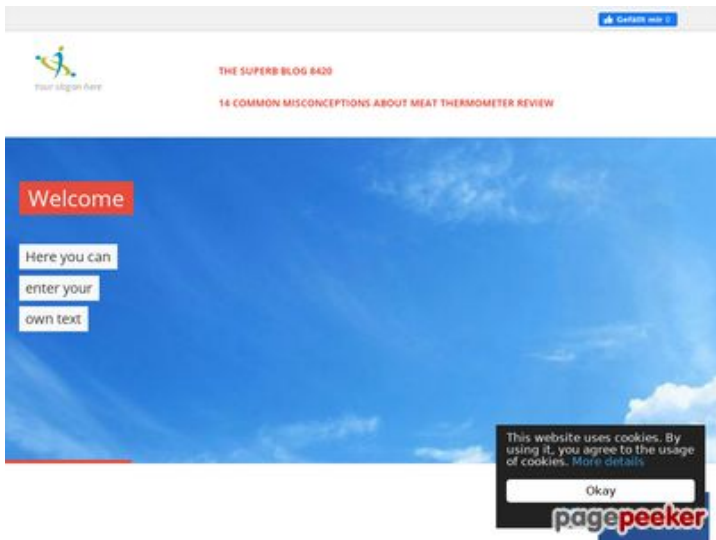 Gefällt mir 0
Your slogan here
THE SUPERB BLOG 8420
14 COMMON MISCONCEPTIONS ABOUT MEAT THERMOMETER REVIEW
Welcome
Here you can
enter your
own text
This website uses cookies. By
using it, you agree to the usage
of cookies. More details
Okay
pagepeeker